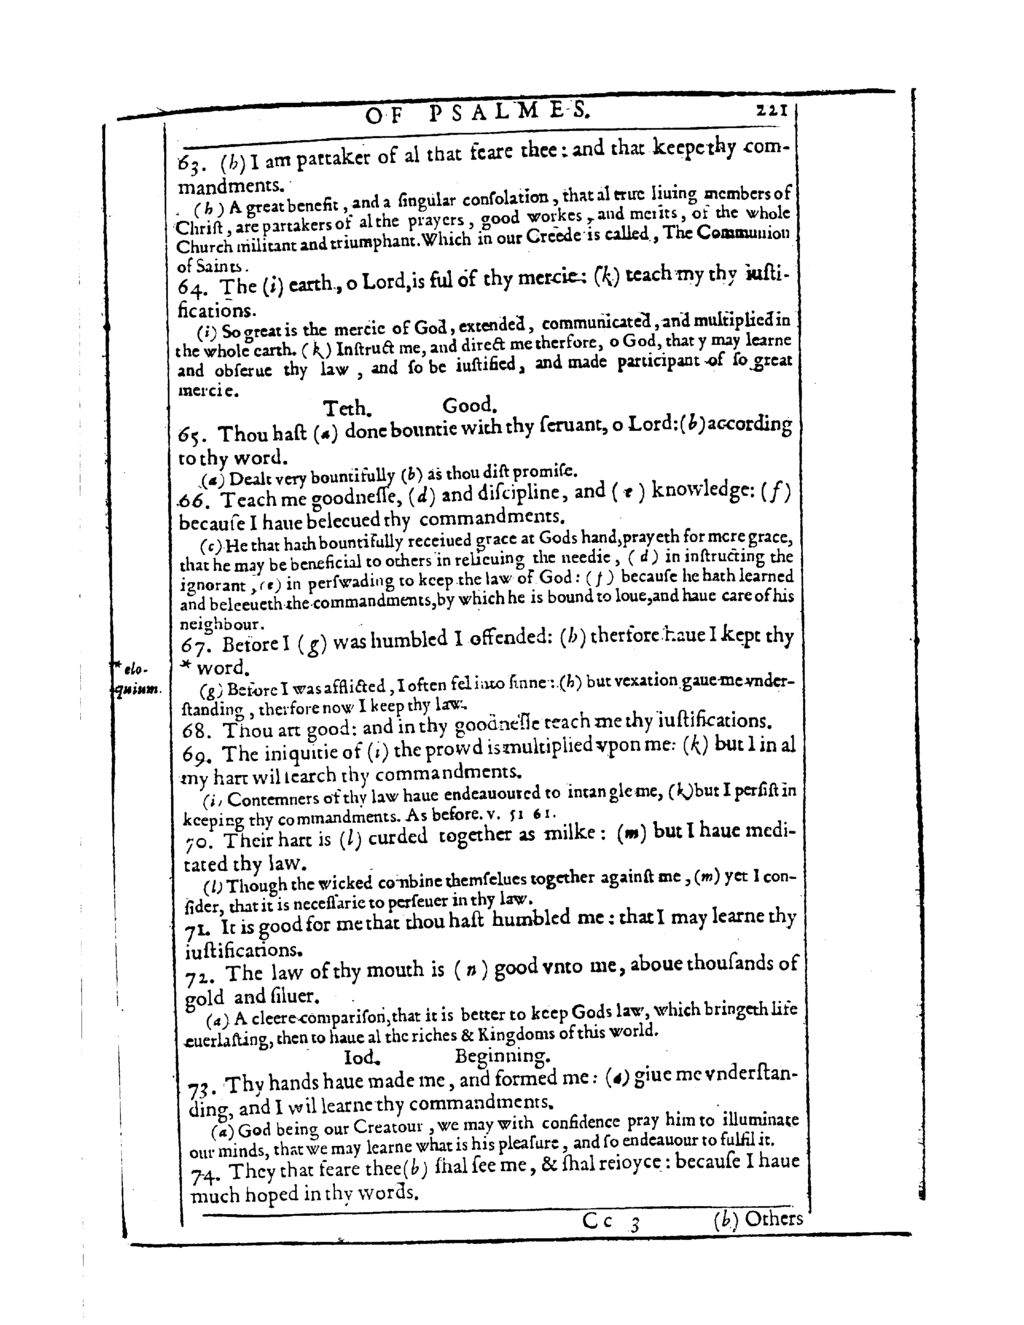 OF PSALMES. 221
63. (h) I am partaker of al that feare thee: and that keepe thy com-
mandments.
(h) A great benefit, and a ſingular conſolation, that al true liuing members of
Chriſt, are partakers of al the prayers, good workes, and merits, of the whole
Church militant and triumphant. Which in our Creede is called, The Communion
of Saints.
64. The (i) earth, o Lord, is ful of thy mercie: (k) teach my thy iuſti-
fications.
(i) So great is the mercie of God, extended, communicated, and multiplied in
the whole earth. (k) Inſtruct me, and direct me therfore, o God, that y may learne
and obſerue thy law, and ſo be iuſtified, and made participant of ſo great
mercie.
Teth. Good.
65. Thou haſt (a) done bountie with thy ſeruant, o Lord: (b) according
to thy word.
(a) Dealt very bountifully (b) as thou diſt promiſe.
66. Teach me goodneſſe, (d) and diſcipline, and (e) knowledge: (f)
becauſe I haue beleeued thy commandments.
(c) He that hath bountifully receiued grace at Gods hand, prayeth for more grace,
that he may be beneficial to others in relieuing the needie, (d) in inſtructing the
ignorant, (e) in perſwading to keep the law of God: (f) becauſe he hath learned
and beleeueth the commandments, by which he is bound to loue, and haue care of his
neighbour.
67. Before I (g) was humbled I offended: (h) therfore haue I kept thy
* elo- * word.
quium. (g) Before I was afflicted, I often fel into ſinne: (h) but vexation gaue me vnder-
ſtanding, therfore now I keep thy law.
68. Thou art good: and in thy goodneſſe teach me thy iuſtifications.
69. The iniquitie of (i) the prowd is multiplied vpon me: (k) but I in al
my hart wil ſearch thy commandments.
(i) Contemners of thy law haue endeauoured to intangle me, (k) but I perſiſt in
keeping thy commandments. As before. v. 51 61.
70. Their hart is (l) curded together as milke: (m) but I haue medi-
tated thy law.
(l) Though the wicked combine themſelues together againſt me, (m) yet I con-
ſider, that it is neceſſarie to perſeuer in thy law.
71. It is good for me that thou haſt humbled me: that I may learne thy
iuſtifications.
72. The law of thy mouth is (n) good vnto me, aboue thouſands of
gold and ſiluer.
(a) A cleere compariſon, that it is better to keep Gods law, which bringeth life
euerlaſting, then to haue al the riches & Kingdoms of this world.
Iod. Beginning.
73. Thy hands haue made me, and formed me: (a) giue me vnderſtan-
ding, and I wil learne thy commandments.
(a) God being our Creatour, we may with confidence pray him to illuminate
our minds, that we may learne what is his pleaſure, and ſo endeauour to fulfil it.
74. They that feare thee (b) ſhal ſee me, & ſhal reioyce: becauſe I haue
much hoped in thy words.
Cc 3 (b) Others